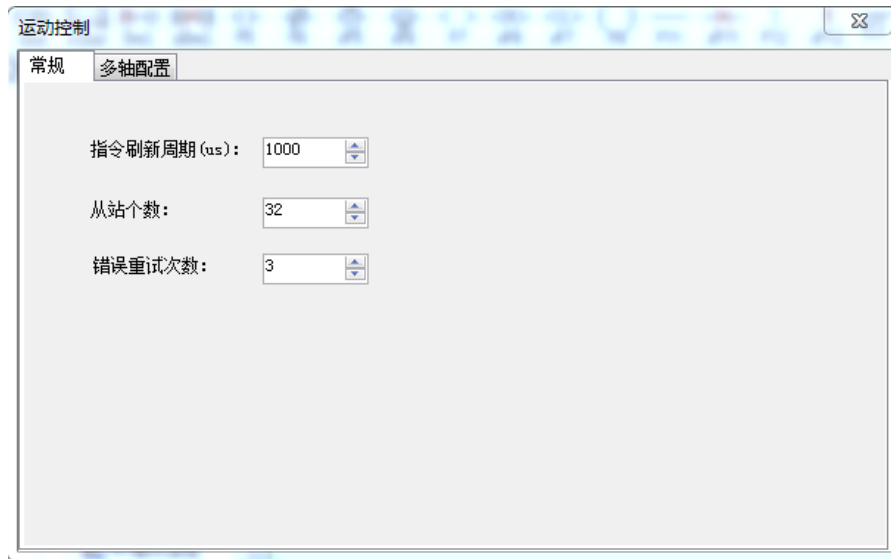 运动控制
常规 多轴配置
指令刷新周期(us): 1000
从站个数: 32
错误重试次数: 3